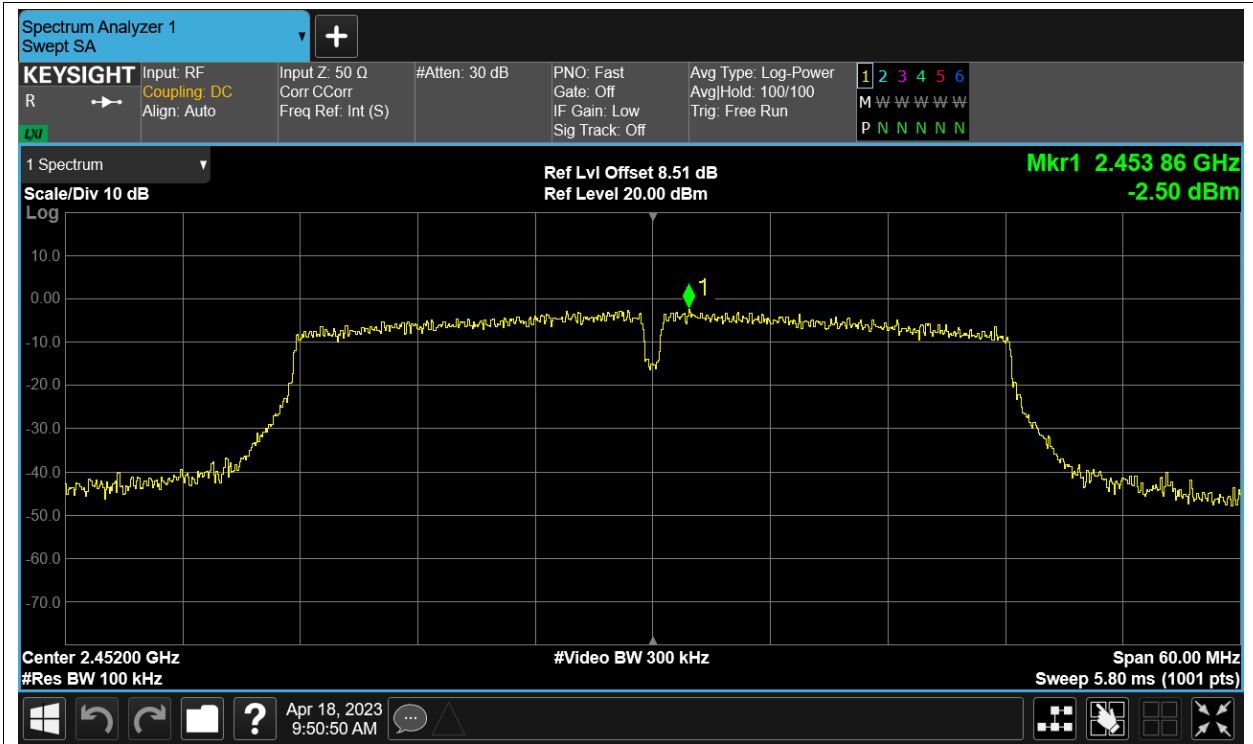 Spectrum Analyzer 1
Swept SA
KEYSIGHT
R
LXI
Input: RF
Coupling: DC
Align: Auto
Input Z: 50 Ω
Corr CCorr
Freq Ref: Int (S)
#Atten: 30 dB
PNO: Fast
Gate: Off
IF Gain: Low
Sig Track: Off
Avg Type: Log-Power
Avg|Hold: 100/100
Trig: Free Run
1 2 3 4 5 6
M W W W W W
P N N N N N
1 Spectrum
Scale/Div 10 dB
Log
Ref Lvl Offset 8.51 dB
Ref Level 20.00 dBm
Mkr1 2.453 86 GHz
-2.50 dBm
10.0
0.00
-10.0
-20.0
-30.0
-40.0
-50.0
-60.0
-70.0
1
Center 2.45200 GHz
#Res BW 100 kHz
#Video BW 300 kHz
Span 60.00 MHz
Sweep 5.80 ms (1001 pts)
?
Apr 18, 2023
9:50:50 AM